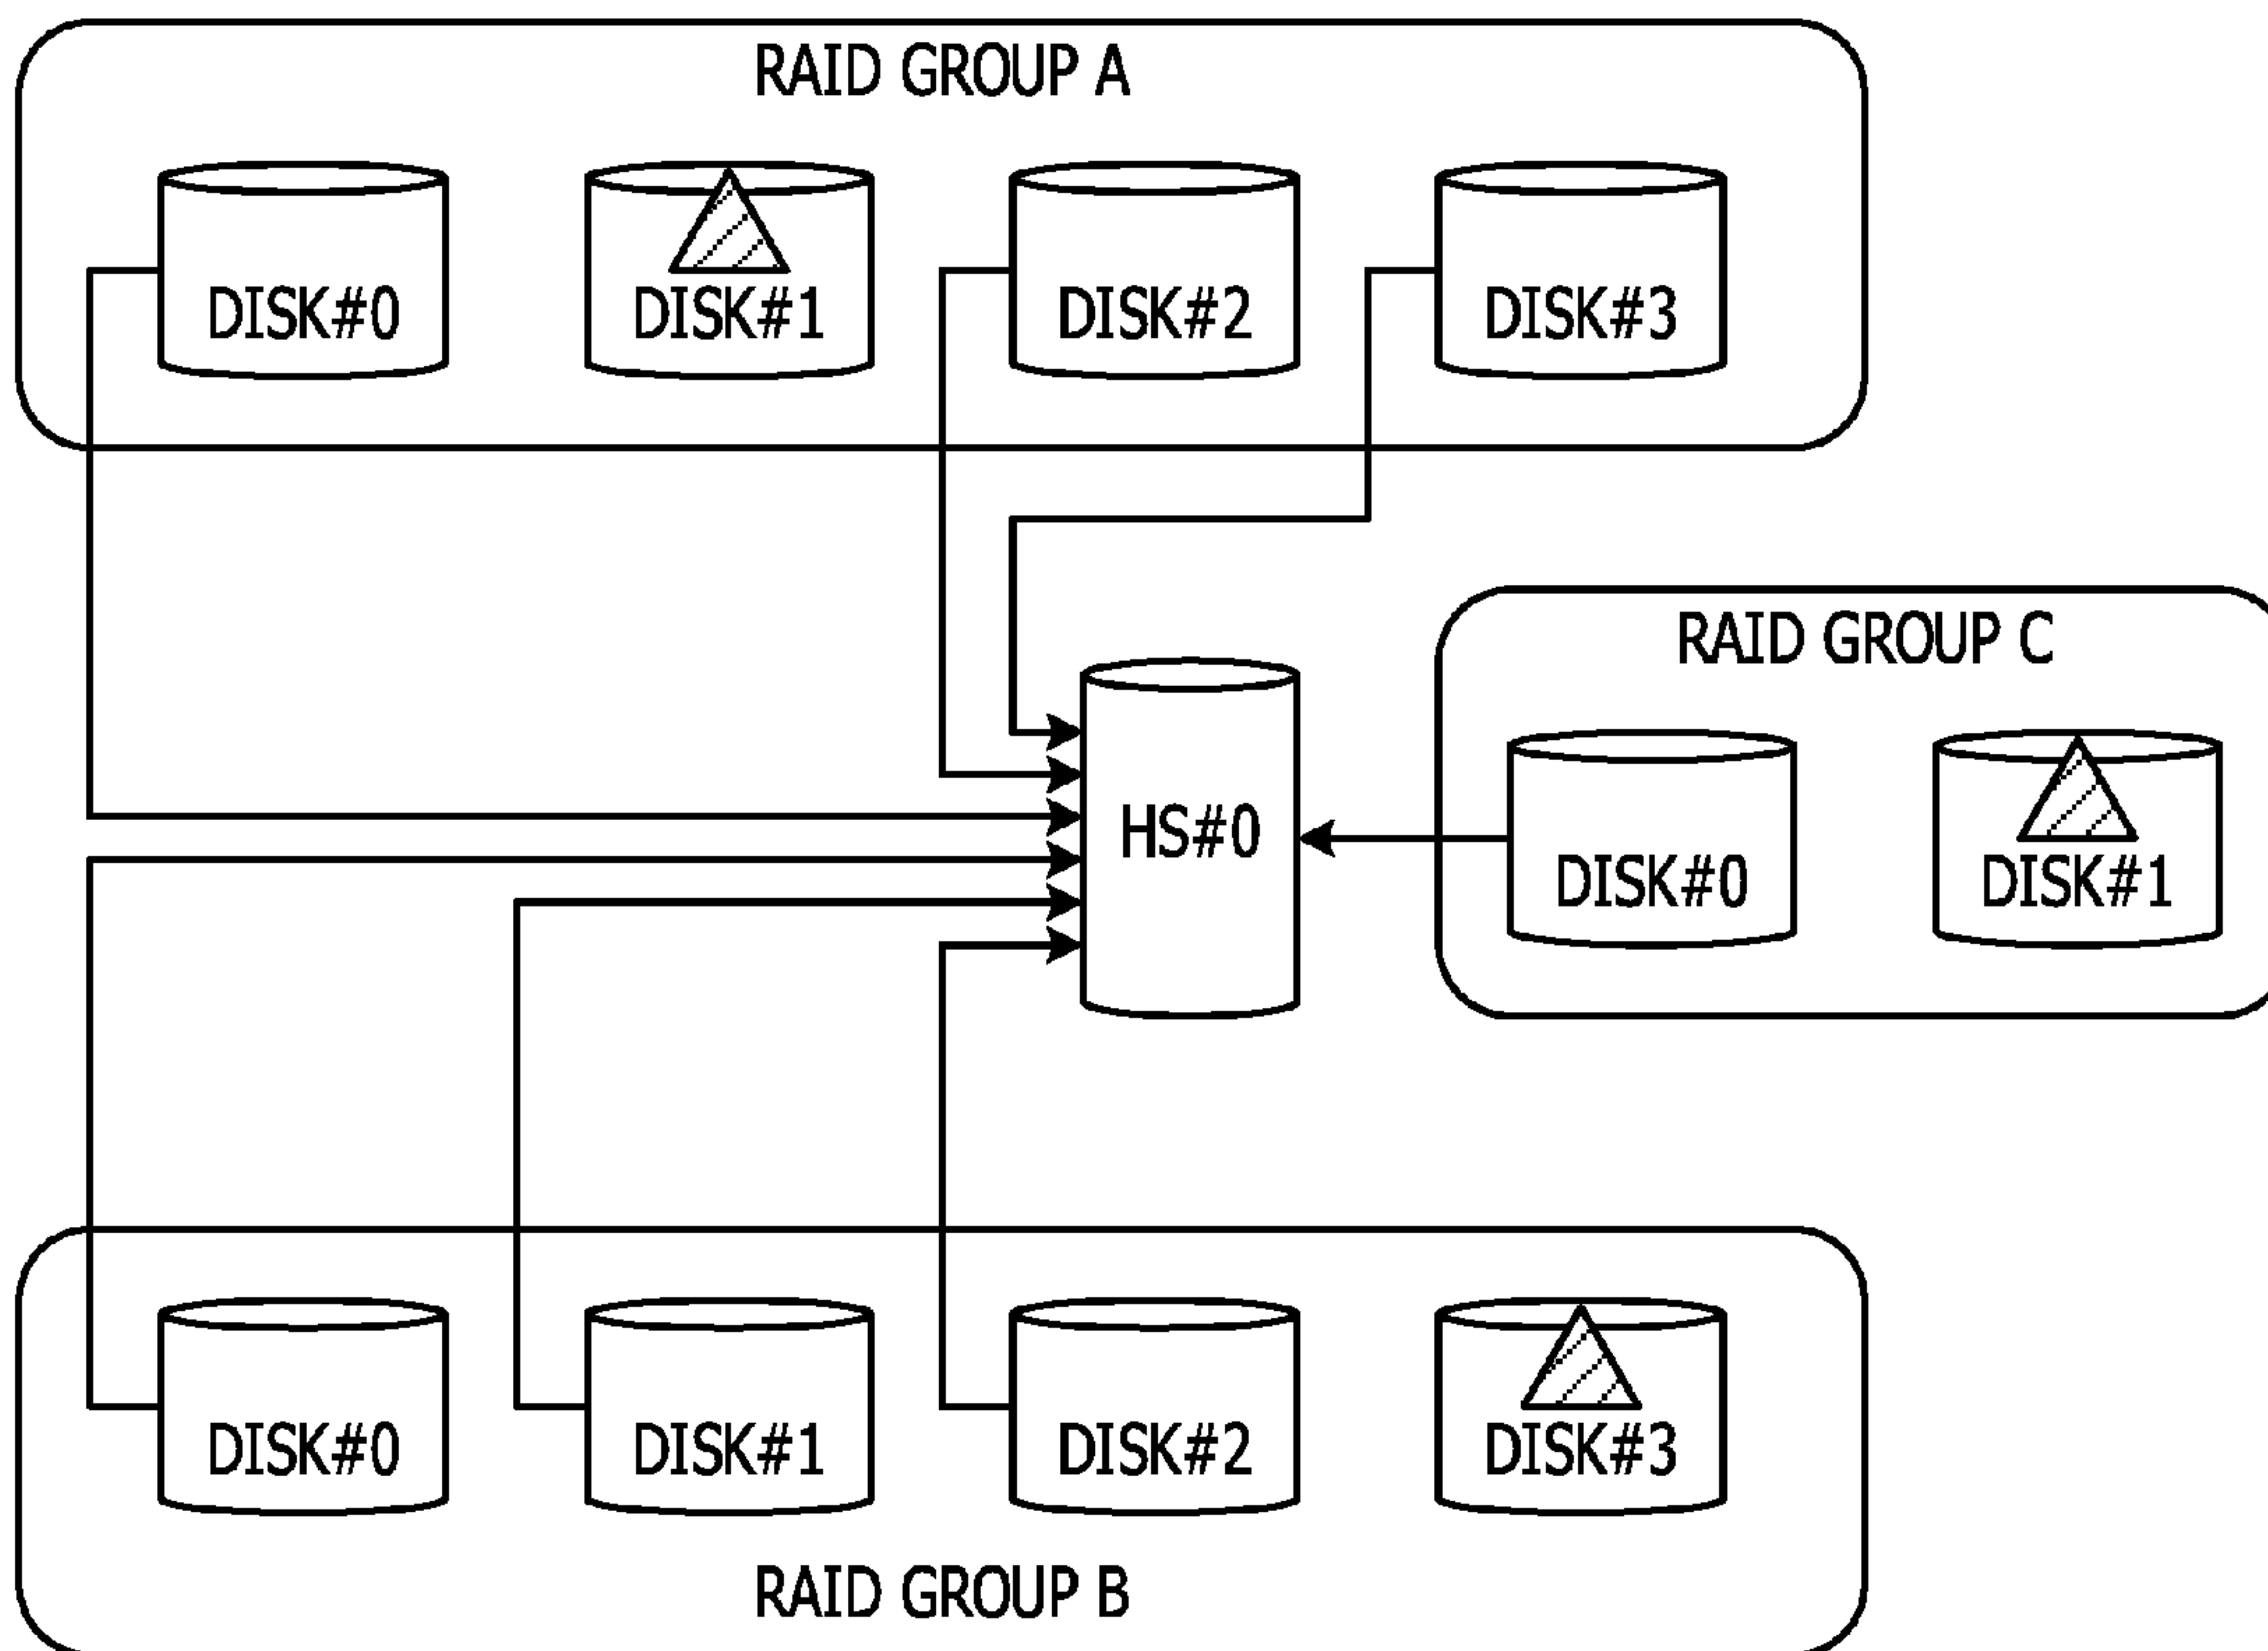 RAID GROUP A
DISK#0
DISK#1
DISK#2
DISK#3
RAID GROUP C
HS#0
DISK#0
DISK#1
DISK#0
DISK#1
DISK#2
DISK#3
RAID GROUP B